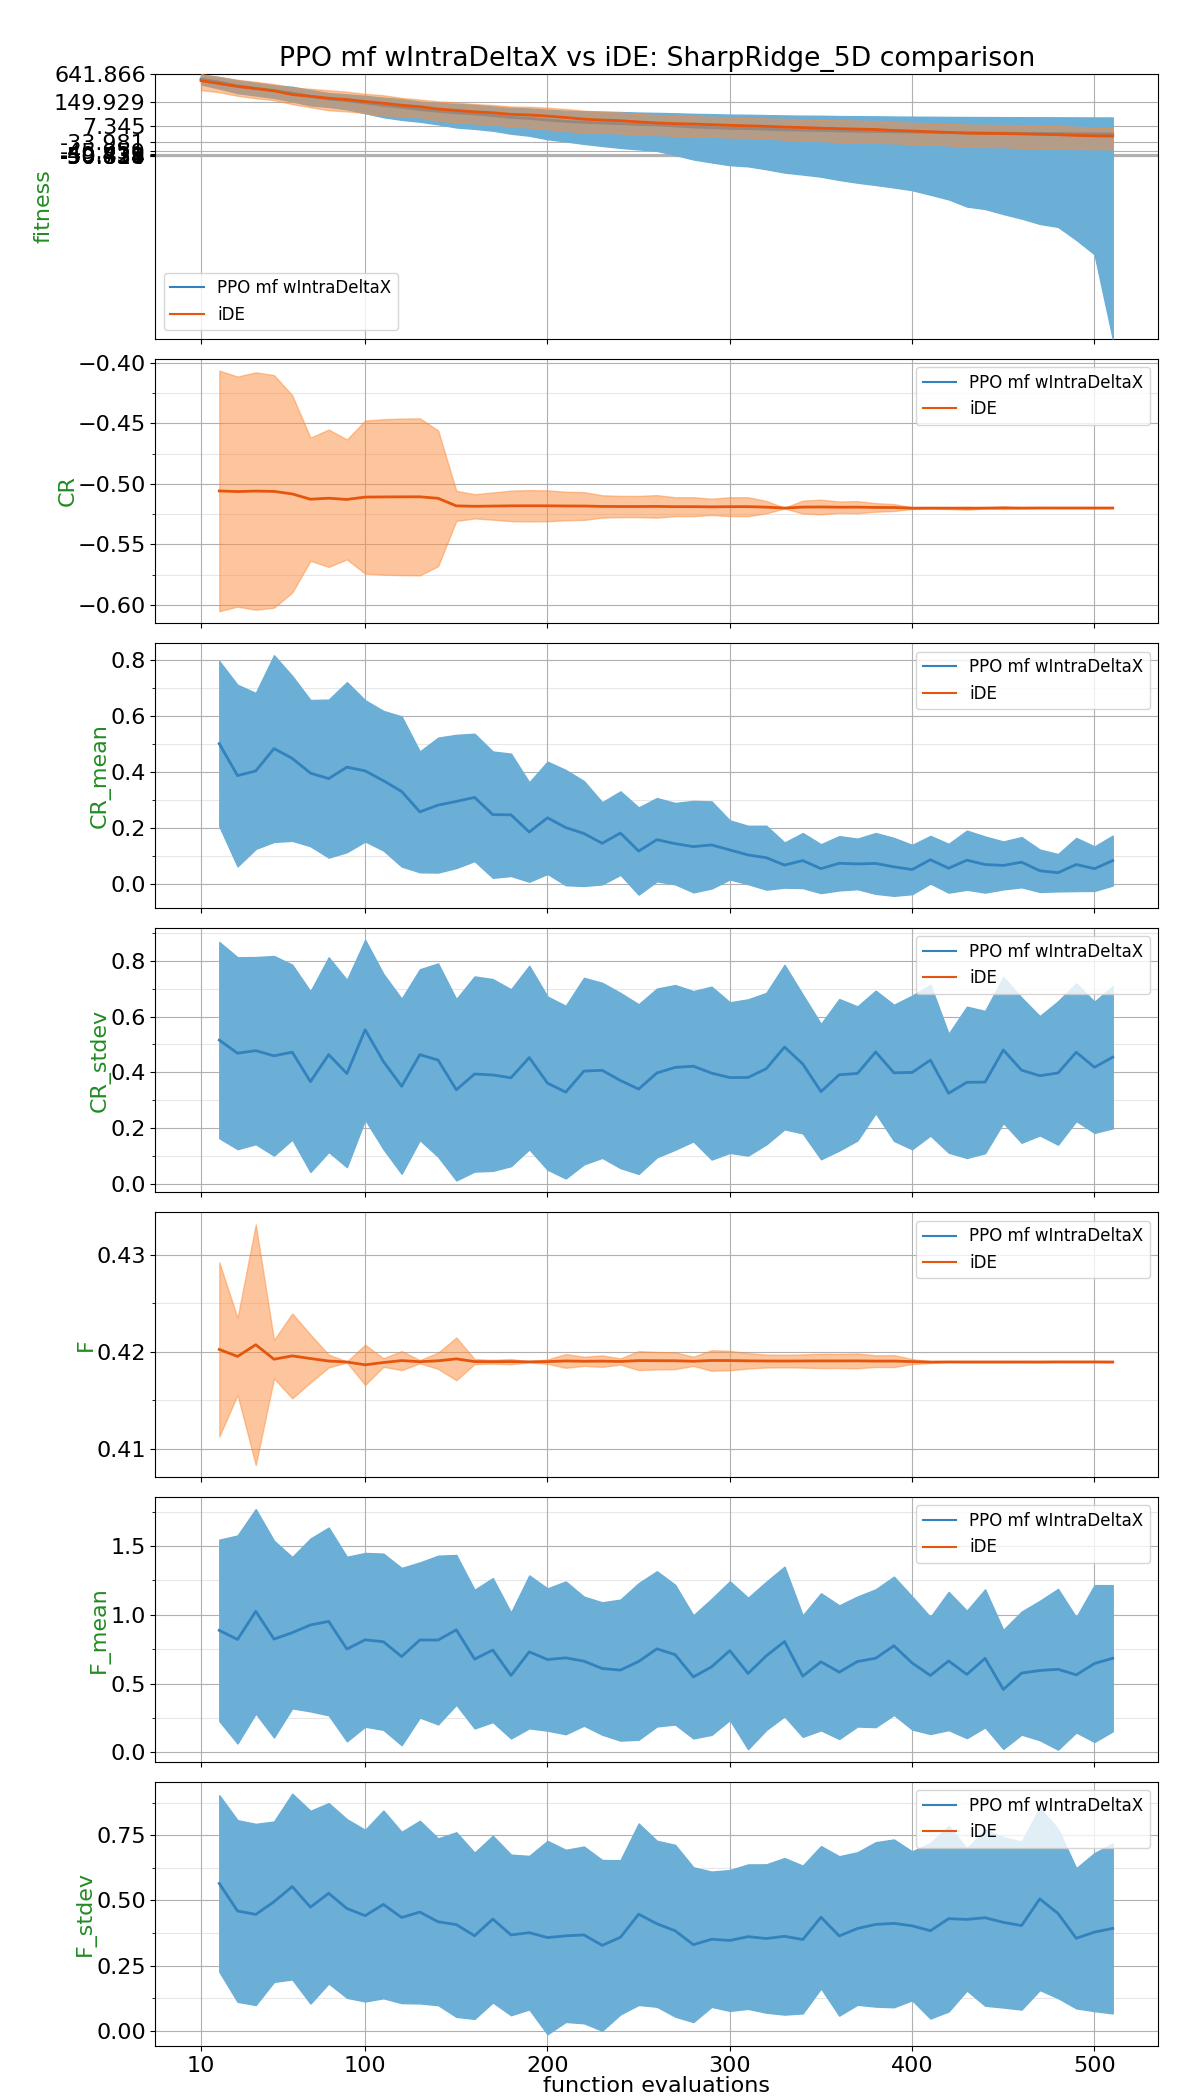 PPO mf wIntraDeltaX vs iDE: SharpRidge_5D comparison
641.866
149.929
7.345
-33.981
fitness
PPO mf wIntraDeltaX
iDE
−0.40
−0.45
−0.50
−0.55
−0.60
CR
PPO mf wIntraDeltaX
iDE
0.8
0.6
0.4
0.2
0.0
CR_mean
PPO mf wIntraDeltaX
iDE
0.8
0.6
0.4
0.2
0.0
CR_stdev
PPO mf wIntraDeltaX
iDE
0.43
0.42
0.41
F
PPO mf wIntraDeltaX
iDE
1.5
1.0
0.5
0.0
F_mean
PPO mf wIntraDeltaX
iDE
0.75
0.50
0.25
0.00
F_stdev
PPO mf wIntraDeltaX
iDE
10 100 200 300 400 500
function evaluations